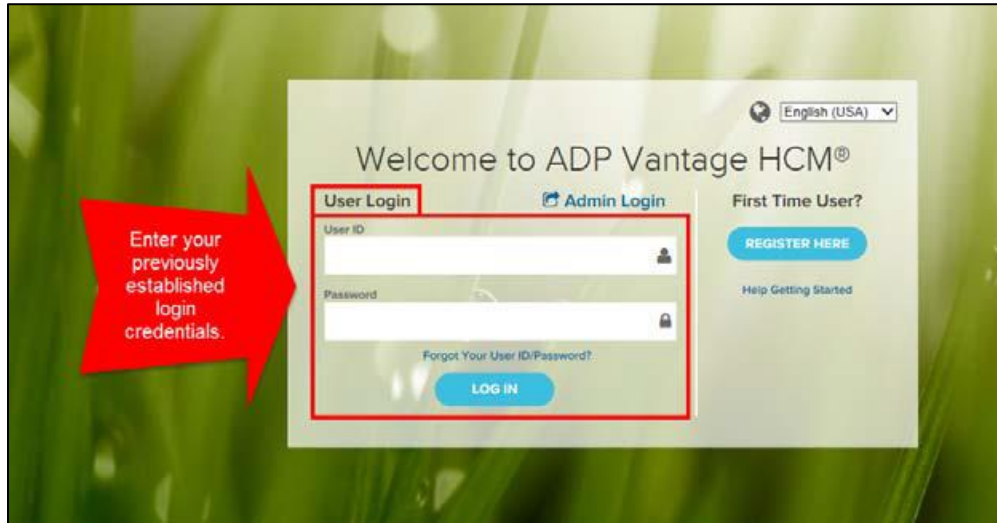 English (USA)
Welcome to ADP Vantage HCM®
User Login
Admin Login
First Time User?
User ID
REGISTER HERE
Password
Help Getting Started
Forgot Your User ID/Password?
LOG IN
Enter your
previously
established
login
credentials.